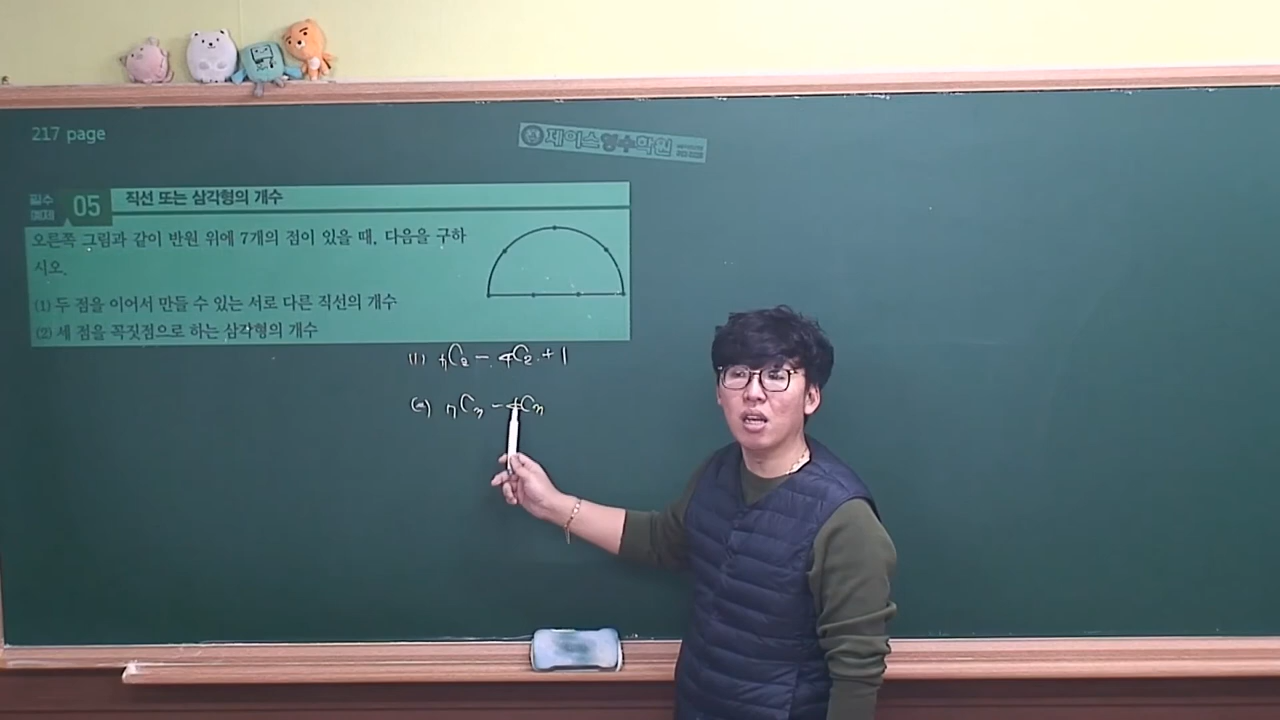 217 page
제이스영수학원
필수 예제 05 직선 또는 삼각형의 개수
오른쪽 그림과 같이 반원 위에 7개의 점이 있을 때, 다음을 구하
시오.
(1) 두 점을 이어서 만들 수 있는 서로 다른 직선의 개수
(2) 세 점을 꼭짓점으로 하는 삼각형의 개수
(1) ₇C₂ - ₄C₂ + 1
(2) ₇C₃ - ₄C₃